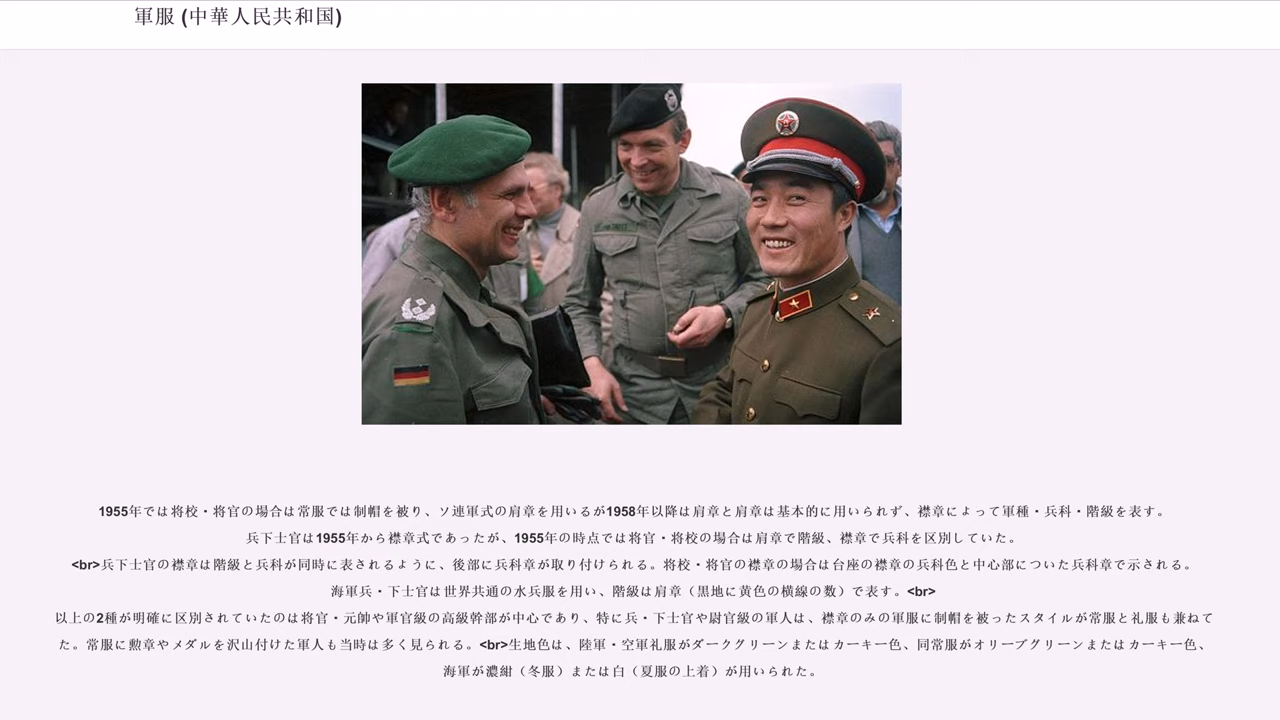 軍服 (中華人民共和国)
1955年では将校・将官の場合は常服では制帽を被り、ソ連軍式の肩章を用いるが1958年以降は肩章と肩章は基本的に用いられず、襟章によって軍種・兵科・階級を表す。
兵下士官は1955年から襟章式であったが、1955年の時点では将官・将校の場合は肩章で階級、襟章で兵科を区別していた。
<br>兵下士官の襟章は階級と兵科が同時に表されるように、後部に兵科章が取り付けられる。将校・将官の襟章の場合は台座の襟章の兵科色と中心部についた兵科章で示される。
海軍兵・下士官は世界共通の水兵服を用い、階級は肩章（黒地に黄色の横線の数）で表す。<br>
以上の2種が明確に区別されていたのは将官・元帥や軍官級の高級幹部が中心であり、特に兵・下士官や尉官級の軍人は、襟章のみの軍服に制帽を被ったスタイルが常服と礼服も兼ねて
た。常服に勲章やメダルを沢山付けた軍人も当時は多く見られる。<br>生地色は、陸軍・空軍礼服がダークグリーンまたはカーキー色、同常服がオリーブグリーンまたはカーキー色、
海軍が濃紺（冬服）または白（夏服の上着）が用いられた。